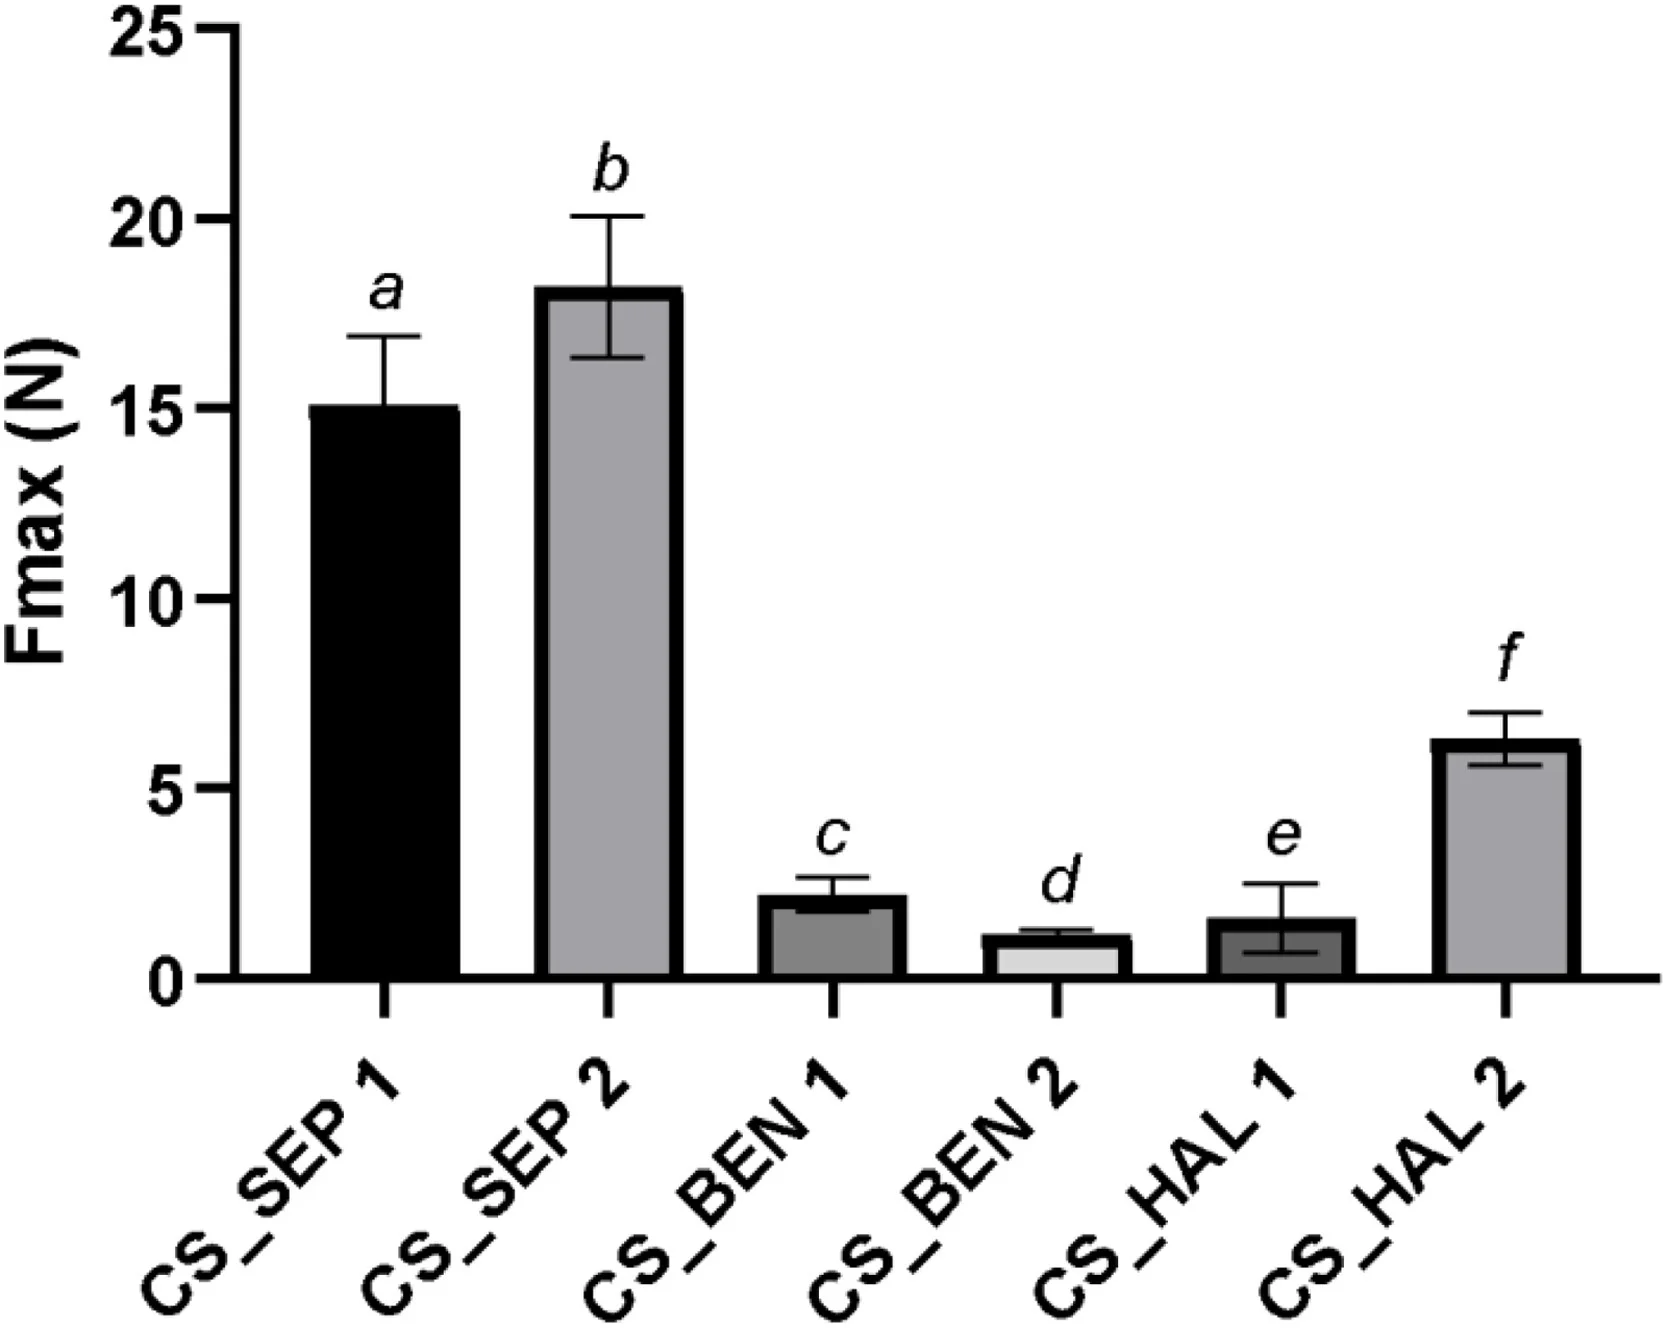 Fmax (N)
25
20
15
10
5
0
a
b
c
d
e
f
CS_SEP 1
CS_SEP 2
CS_BEN 1
CS_BEN 2
CS_HAL 1
CS_HAL 2